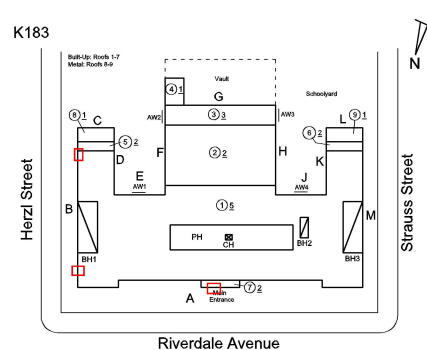 K183
Built-Up: Roofs 1-7
Metal: Roofs 8-9
N
Vault
Schoolyard
4 1
G
8 1
C
L
9 1
AW2
3 3
AW3
5 2
6 2
D
F
2 2
H
K
E
J
AW1
AW4
Herzl Street
Strauss Street
B
1 5
M
PH
CH
BH2
BH1
BH3
7 2
A
Main
Entrance
Riverdale Avenue